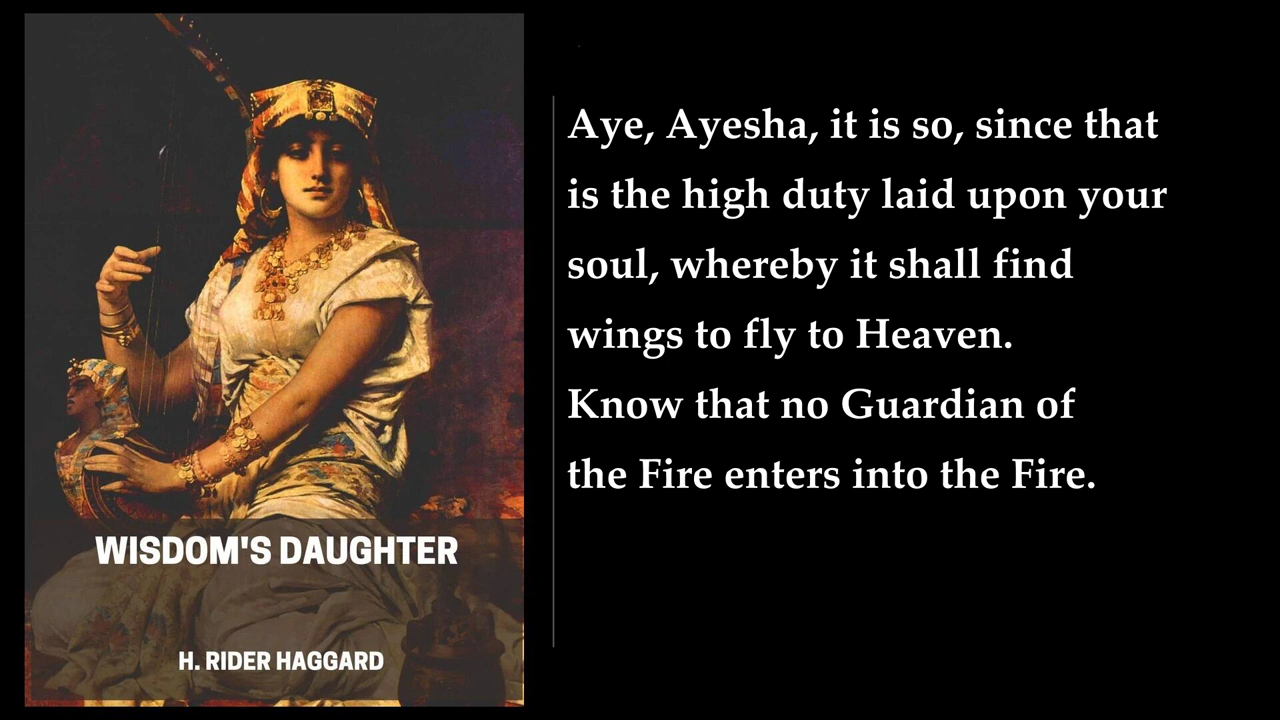 WISDOM'S DAUGHTER
H. RIDER HAGGARD
Aye, Ayesha, it is so, since that
is the high duty laid upon your
soul, whereby it shall find
wings to fly to Heaven.
Know that no Guardian of
the Fire enters into the Fire.